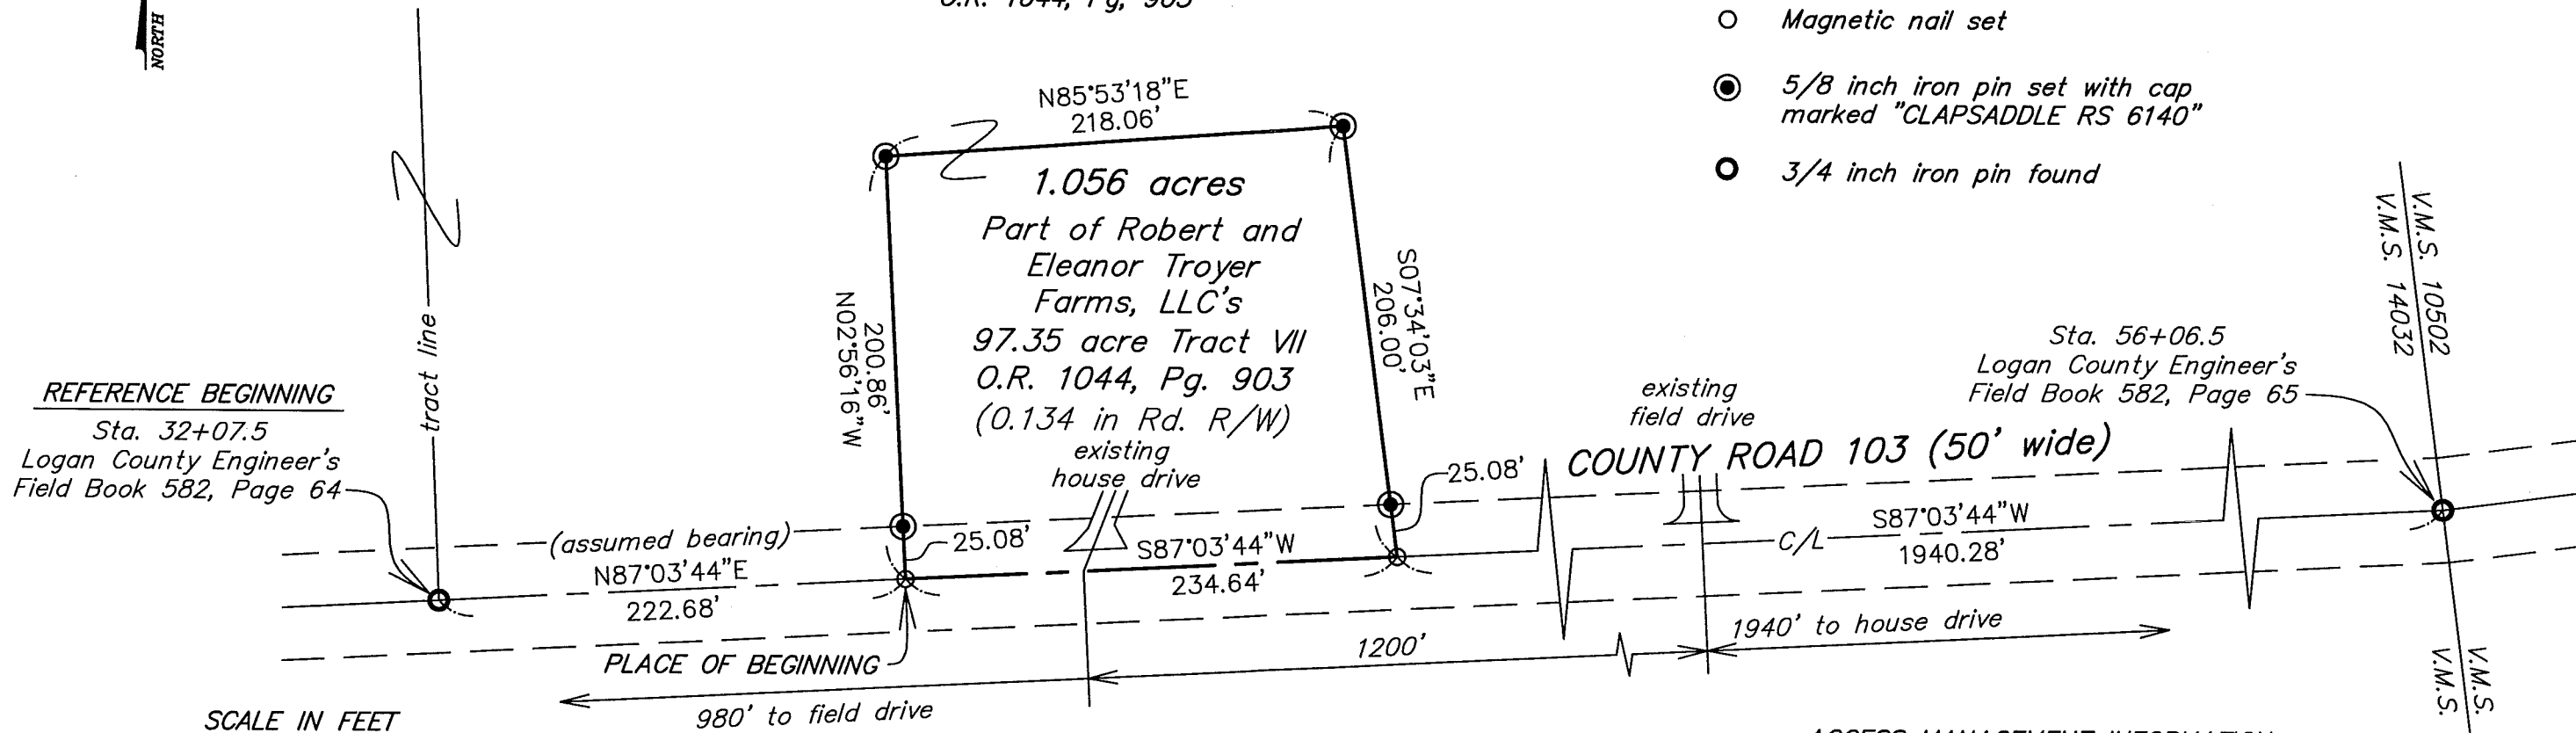 NORTH
O.R. 1044, Pg, 903
Magnetic nail set
5/8 inch iron pin set with cap
marked "CLAPSADDLE RS 6140"
3/4 inch iron pin found
N85°53'18"E
218.06'
1.056 acres
Part of Robert and
Eleanor Troyer
Farms, LLC's
97.35 acre Tract VII
O.R. 1044, Pg. 903
(0.134 in Rd. R/W)
existing
house drive
200.86'
N02°56'16"W
S07°34'03"E
206.00'
tract line
REFERENCE BEGINNING
Sta. 32+07.5
Logan County Engineer's
Field Book 582, Page 64
(assumed bearing)
N87°03'44"E
222.68'
25.08'
S87°03'44"W
234.64'
25.08'
existing
field drive
COUNTY ROAD 103 (50' wide)
Sta. 56+06.5
Logan County Engineer's
Field Book 582, Page 65
V.M.S. 10502
V.M.S. 14032
C/L
S87°03'44"W
1940.28'
PLACE OF BEGINNING
1200'
1940' to house drive
980' to field drive
V.M.S.
V.M.S.
SCALE IN FEET
ACCESS MANAGEMENT INFORMATION